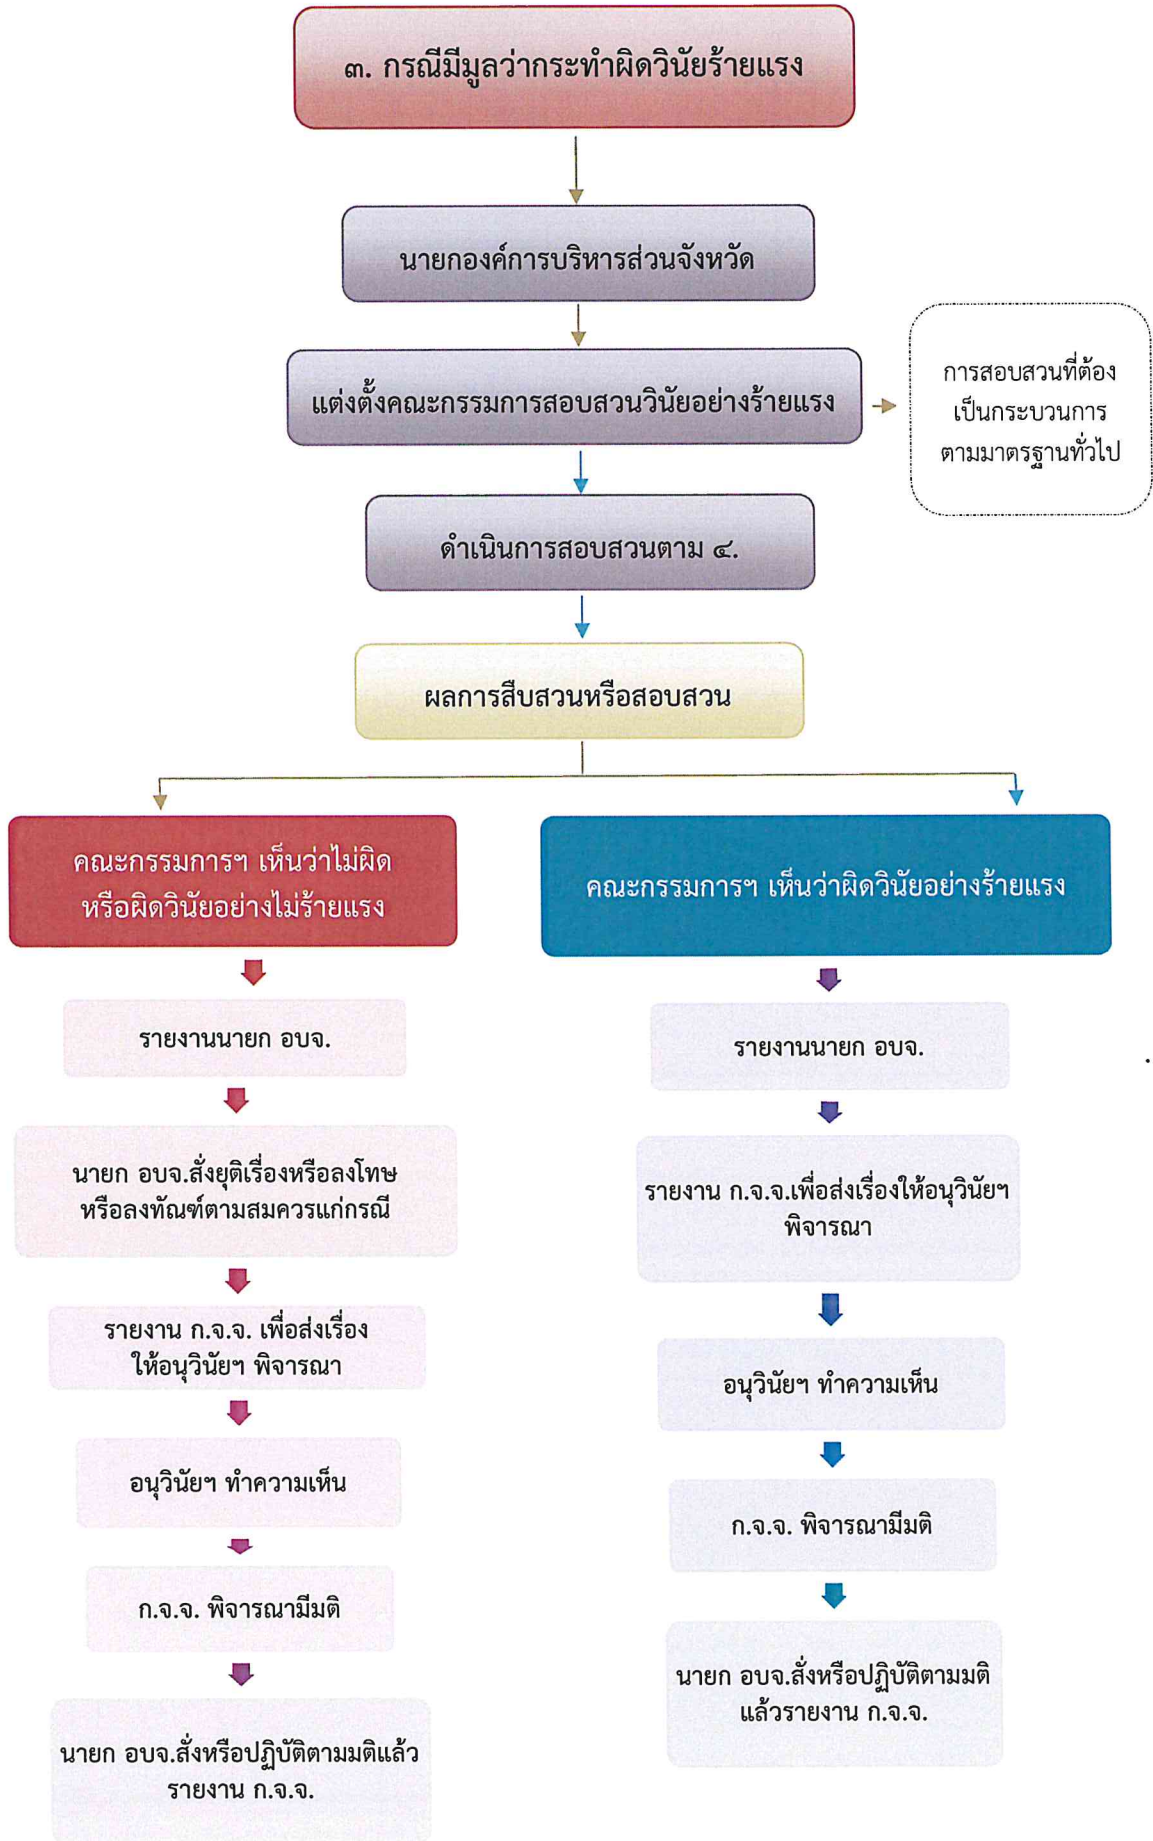 ๓. กรณีมีมูลว่ากระทำผิดวินัยร้ายแรง
นายกองค์การบริหารส่วนจังหวัด
แต่งตั้งคณะกรรมการสอบสวนวินัยอย่างร้ายแรง
การสอบสวนที่ต้อง
เป็นกระบวนการ
ตามมาตรฐานทั่วไป
ดำเนินการสอบสวนตาม ๔.
ผลการสืบสวนหรือสอบสวน
คณะกรรมการฯ เห็นว่าไม่ผิด
หรือผิดวินัยอย่างไม่ร้ายแรง
รายงานนายก อบจ.
นายก อบจ.สั่งยุติเรื่องหรือลงโทษ
หรือลงทัณฑ์ตามสมควรแก่กรณี
รายงาน ก.จ.จ. เพื่อส่งเรื่อง
ให้อนุวินัยฯ พิจารณา
อนุวินัยฯ ทำความเห็น
ก.จ.จ. พิจารณามีมติ
นายก อบจ.สั่งหรือปฏิบัติตามมติแล้ว
รายงาน ก.จ.จ.
คณะกรรมการฯ เห็นว่าผิดวินัยอย่างร้ายแรง
รายงานนายก อบจ.
รายงาน ก.จ.จ.เพื่อส่งเรื่องให้อนุวินัยฯ
พิจารณา
อนุวินัยฯ ทำความเห็น
ก.จ.จ. พิจารณามีมติ
นายก อบจ.สั่งหรือปฏิบัติตามมติ
แล้วรายงาน ก.จ.จ.